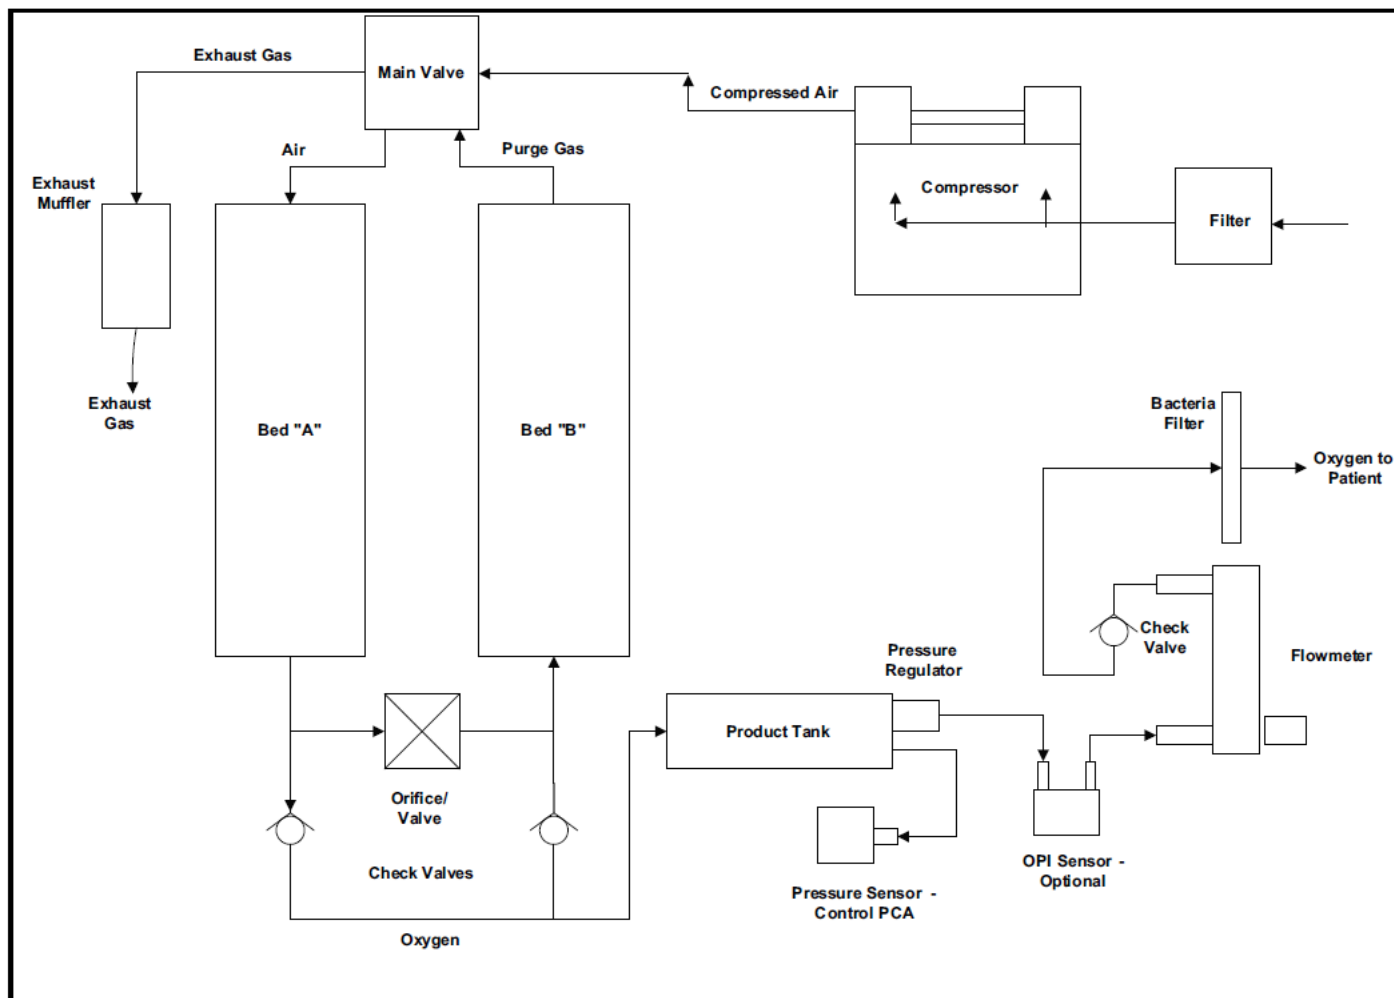 Exhaust Gas
Main Valve
Compressed Air
Air
Purge Gas
Exhaust
Muffler
Compressor
Filter
Exhaust
Gas
Bed "A"
Bed "B"
Bacteria
Filter
Oxygen to
Patient
Check
Valve
Flowmeter
Pressure
Regulator
Product Tank
Orifice/
Valve
Check Valves
OPI Sensor -
Optional
Pressure Sensor -
Control PCA
Oxygen